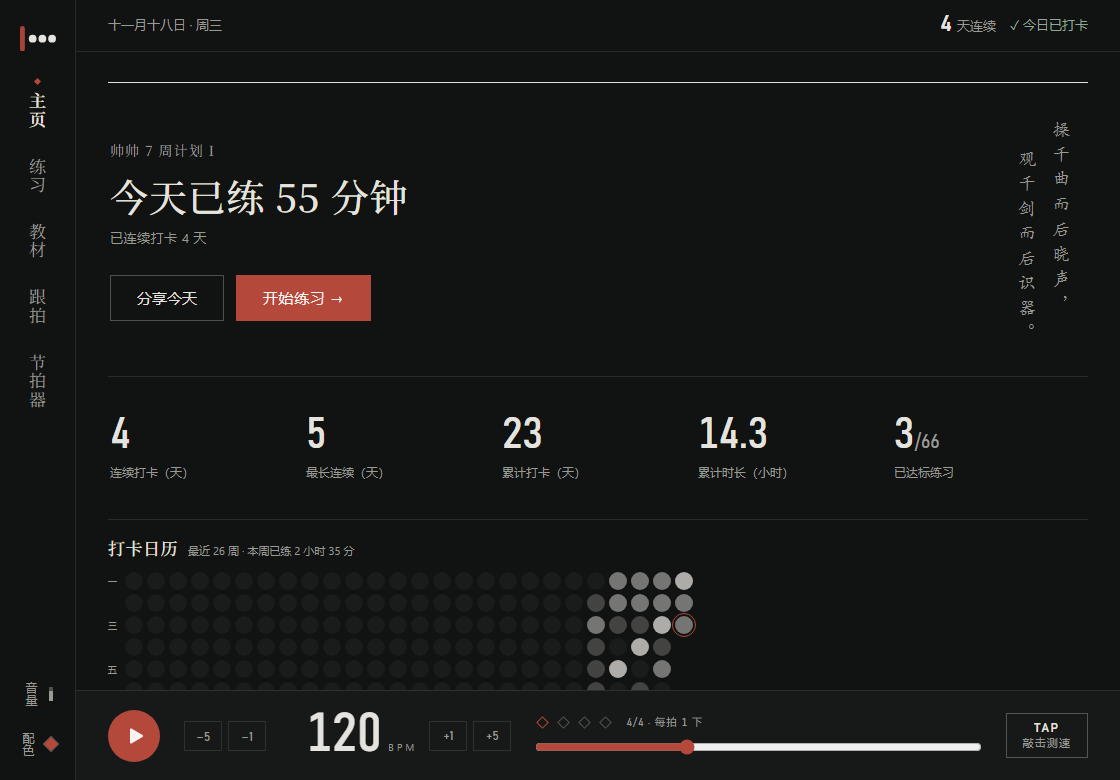 十一月十八日 · 周三
4 天连续 ✓ 今日已打卡
主页
练习
教材
跟拍
节拍器
音量
配色
帅帅 7 周计划 I
今天已练 55 分钟
已连续打卡 4 天
分享今天
开始练习 →
操千曲而后晓声，
观千剑而后识器。
4
连续打卡（天）
5
最长连续（天）
23
累计打卡（天）
14.3
累计时长（小时）
3/66
已达标练习
打卡日历 最近 26 周 · 本周已练 2 小时 35 分
一
三
五
−5
−1
120 BPM
+1
+5
4/4 · 每拍 1 下
TAP
敲击测速